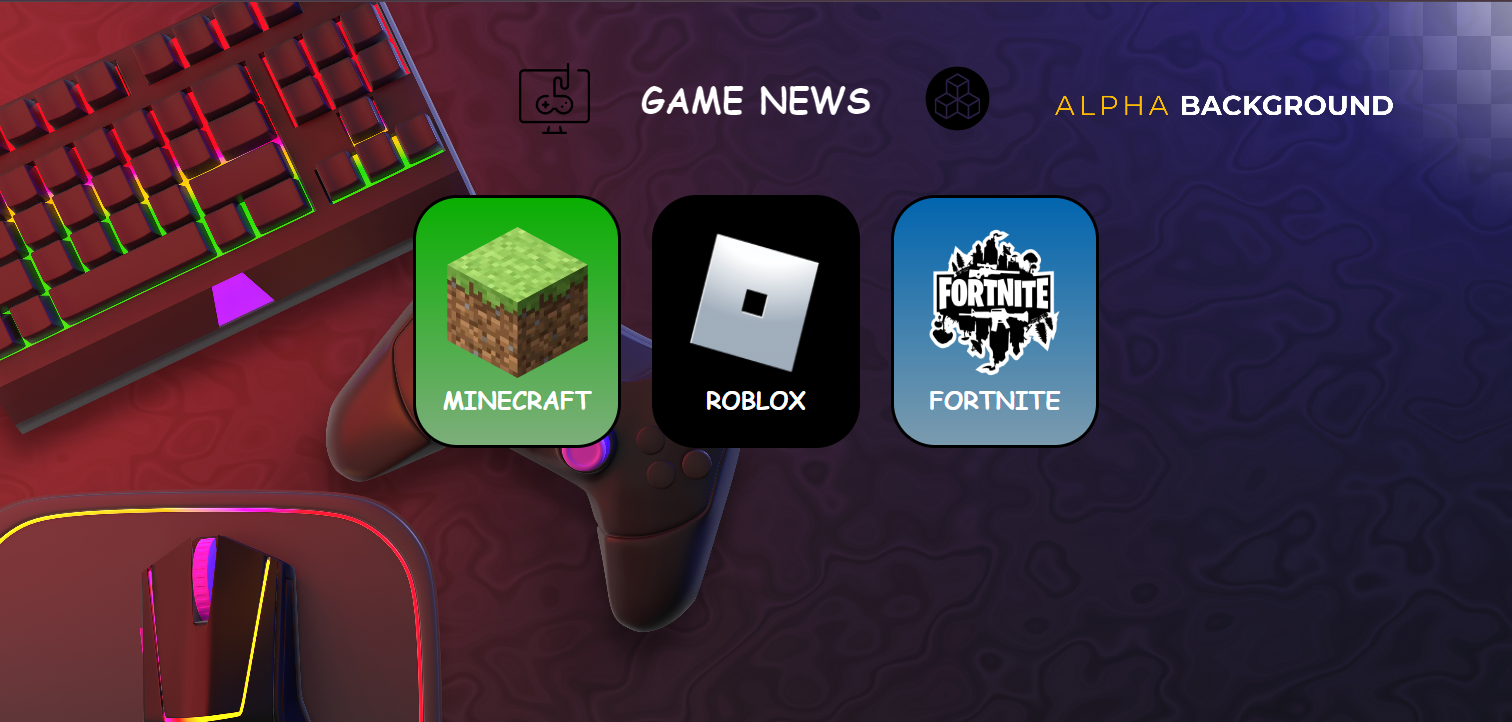 GAME NEWS
ALPHA BACKGROUND
MINECRAFT
ROBLOX
FORTNITE
FORTNITE